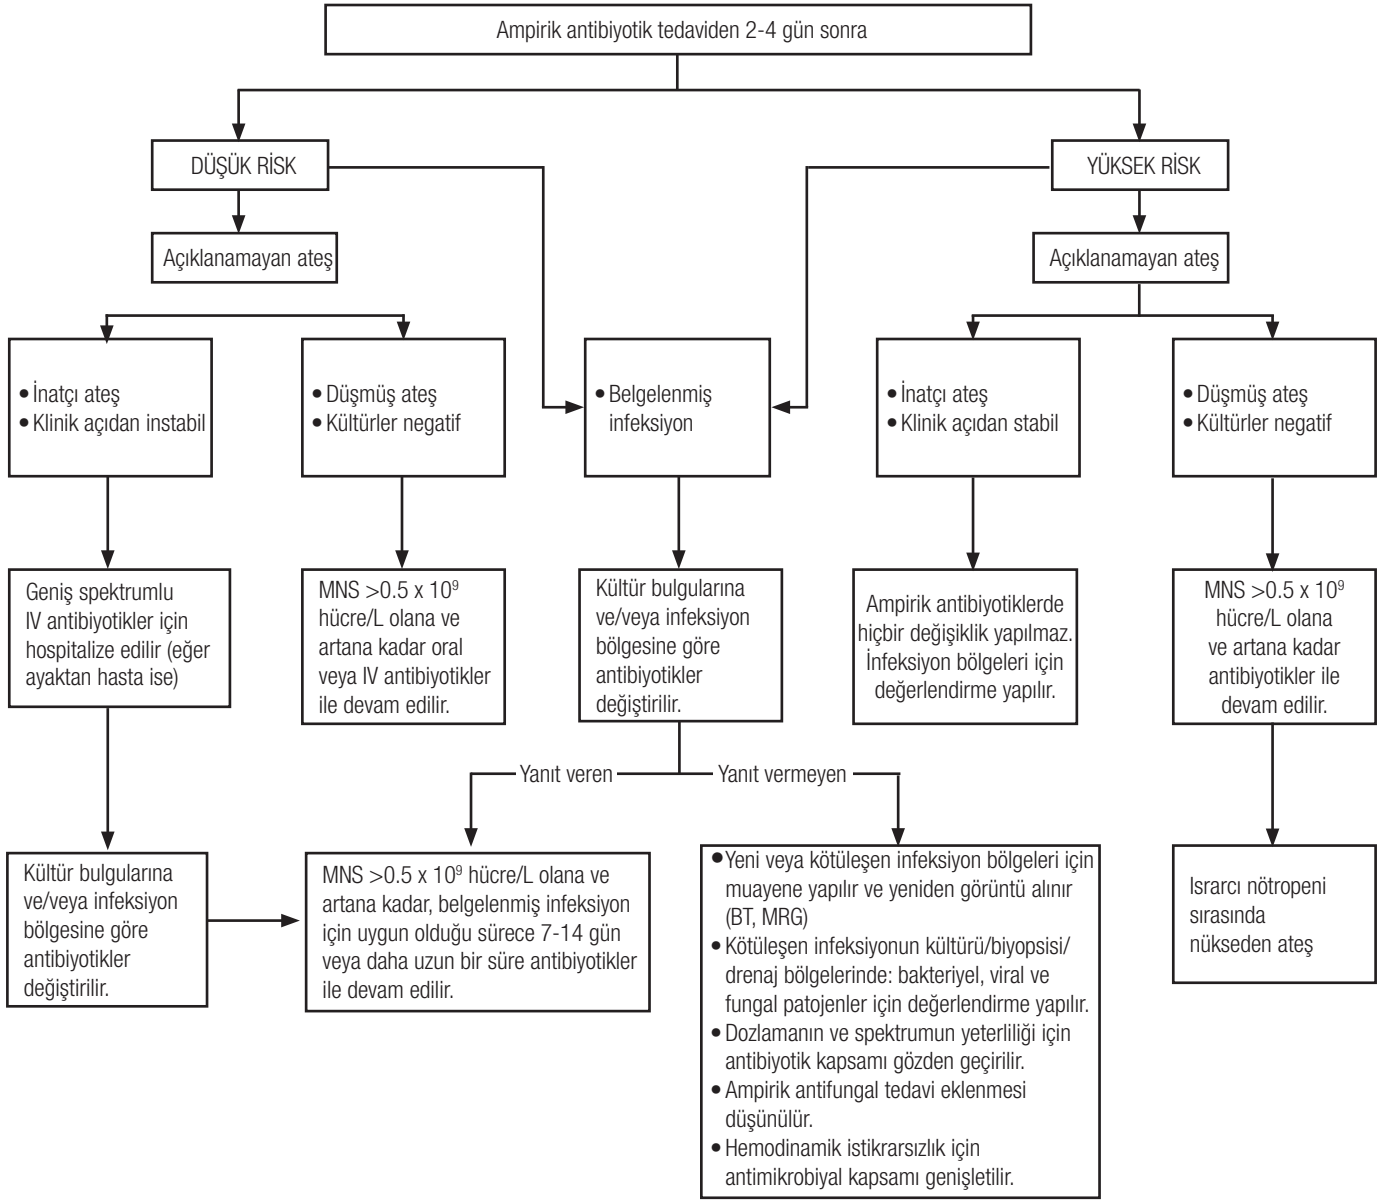 Ampirik antibiyotik tedaviden 2-4 gün sonra
DÜŞÜK RİSK
YÜKSEK RİSK
Açıklanamayan ateş
Açıklanamayan ateş
• İnatçı ateş
• Klinik açıdan instabil
• Düşmüş ateş
• Kültürler negatif
• Belgelenmiş
infeksiyon
• İnatçı ateş
• Klinik açıdan stabil
• Düşmüş ateş
• Kültürler negatif
Geniş spektrumlu
IV antibiyotikler için
hospitalize edilir (eğer
ayaktan hasta ise)
MNS >0.5 x 10⁹
hücre/L olana ve
artana kadar oral
veya IV antibiyotikler
ile devam edilir.
Kültür bulgularına
ve/veya infeksiyon
bölgesine göre
antibiyotikler
değiştirilir.
Ampirik antibiyotiklerde
hiçbir değişiklik yapılmaz.
İnfeksiyon bölgeleri için
değerlendirme yapılır.
MNS >0.5 x 10⁹
hücre/L olana
ve artana kadar
antibiyotikler ile
devam edilir.
Yanıt veren
Yanıt vermeyen
Kültür bulgularına
ve/veya infeksiyon
bölgesine göre
antibiyotikler
değiştirilir.
MNS >0.5 x 10⁹ hücre/L olana ve
artana kadar, belgelenmiş infeksiyon
için uygun olduğu sürece 7-14 gün
veya daha uzun bir süre antibiyotikler
ile devam edilir.
• Yeni veya kötüleşen infeksiyon bölgeleri için
muayene yapılır ve yeniden görüntü alınır
(BT, MRG)
• Kötüleşen infeksiyonun kültürü/biyopsisi/
drenaj bölgelerinde: bakteriyel, viral ve
fungal patojenler için değerlendirme yapılır.
• Dozlamanın ve spektrumun yeterliliği için
antibiyotik kapsamı gözden geçirilir.
• Ampirik antifungal tedavi eklenmesi
düşünülür.
• Hemodinamik istikrarsızlık için
antimikrobiyal kapsamı genişletilir.
Israrcı nötropeni
sırasında
nükseden ateş